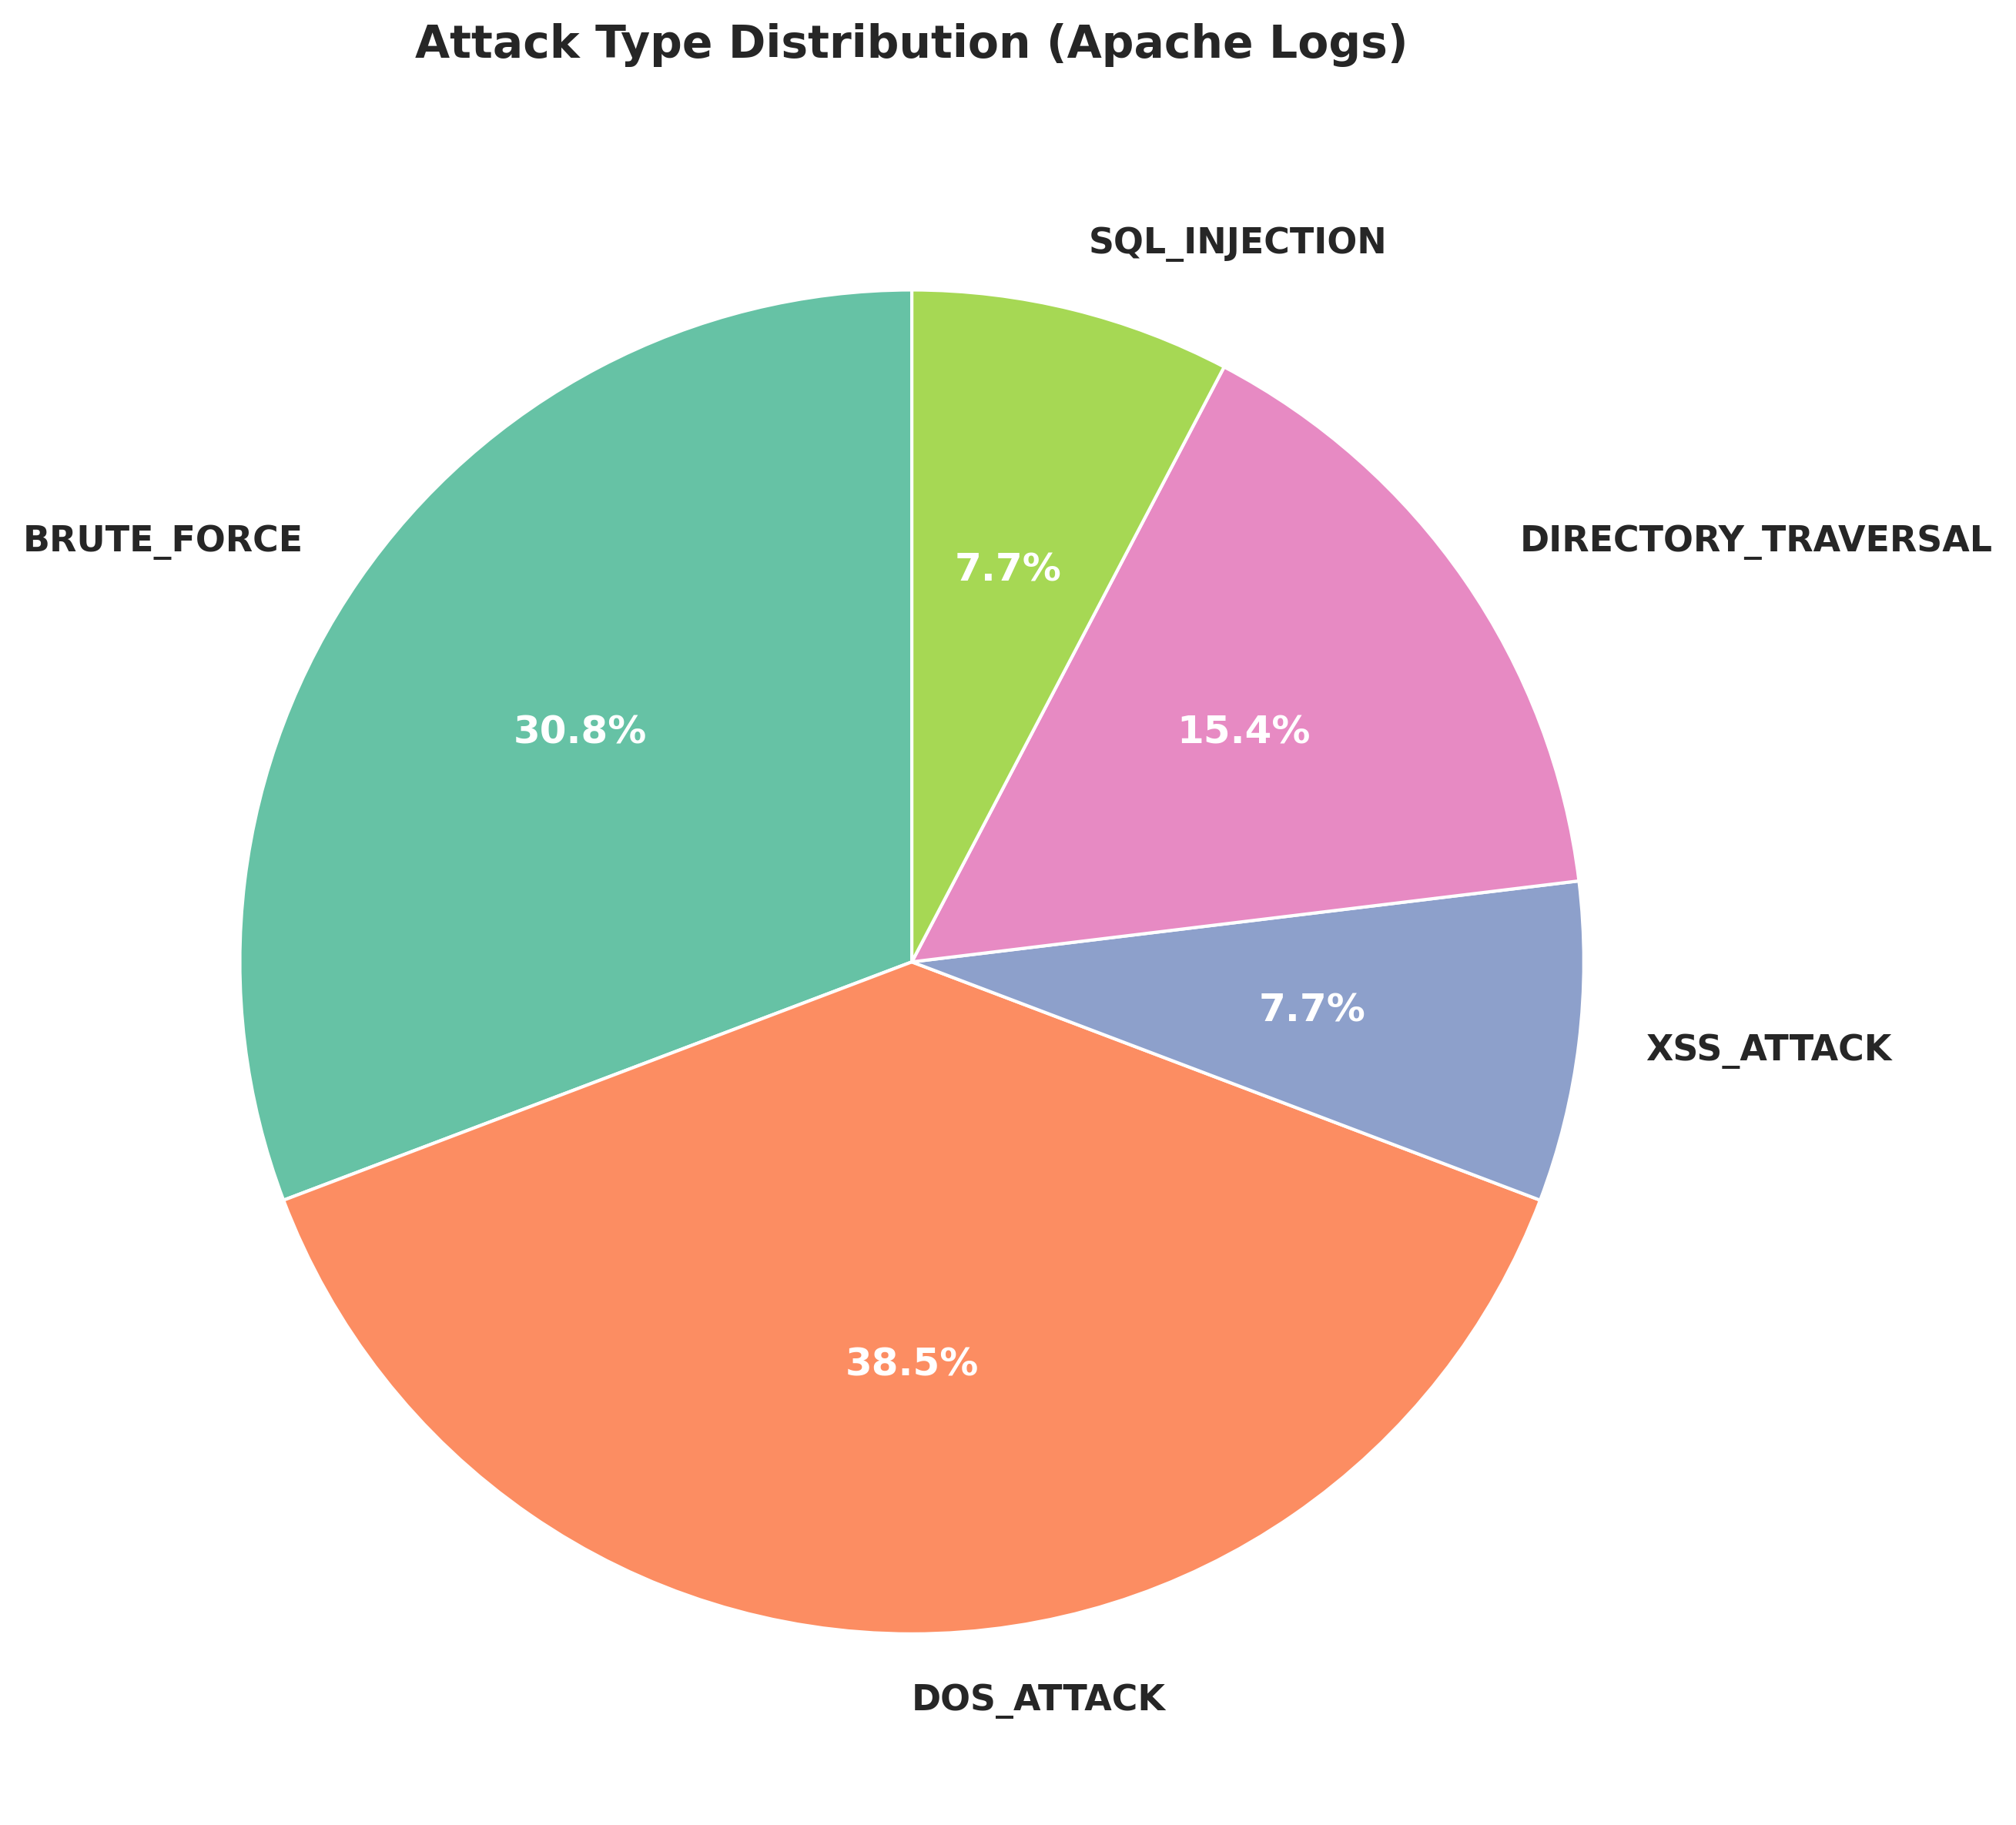 Attack Type Distribution (Apache Logs)
SQL_INJECTION
BRUTE_FORCE
DIRECTORY_TRAVERSAL
7.7%
30.8%
15.4%
7.7%
XSS_ATTACK
38.5%
DOS_ATTACK